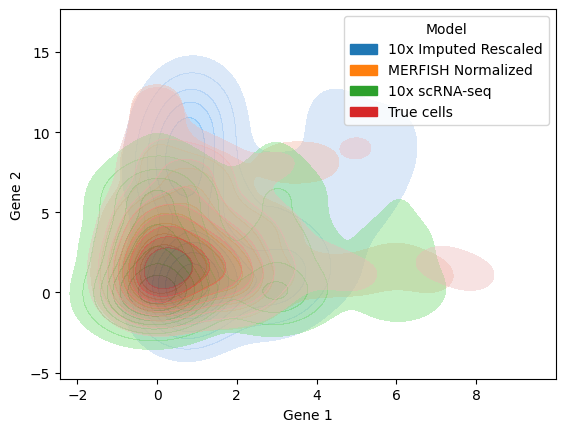 Model
10x Imputed Rescaled
MERFISH Normalized
10x scRNA-seq
True cells
15
10
5
0
−5
Gene 2
−2
0
2
4
6
8
Gene 1